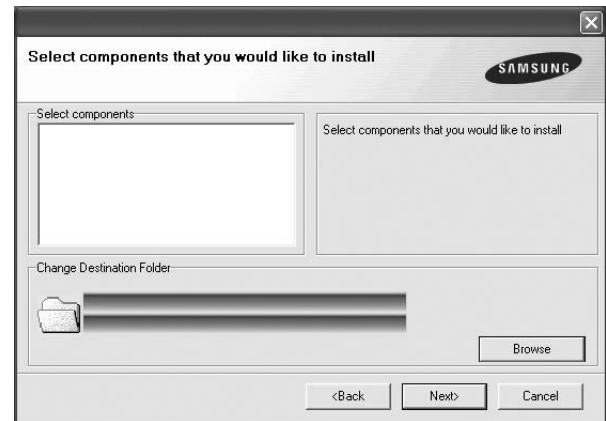 Select components that you would like to install
SAMSUNG
Select components
Select components that you would like to install
Change Destination Folder
Browse
<Back
Next>
Cancel